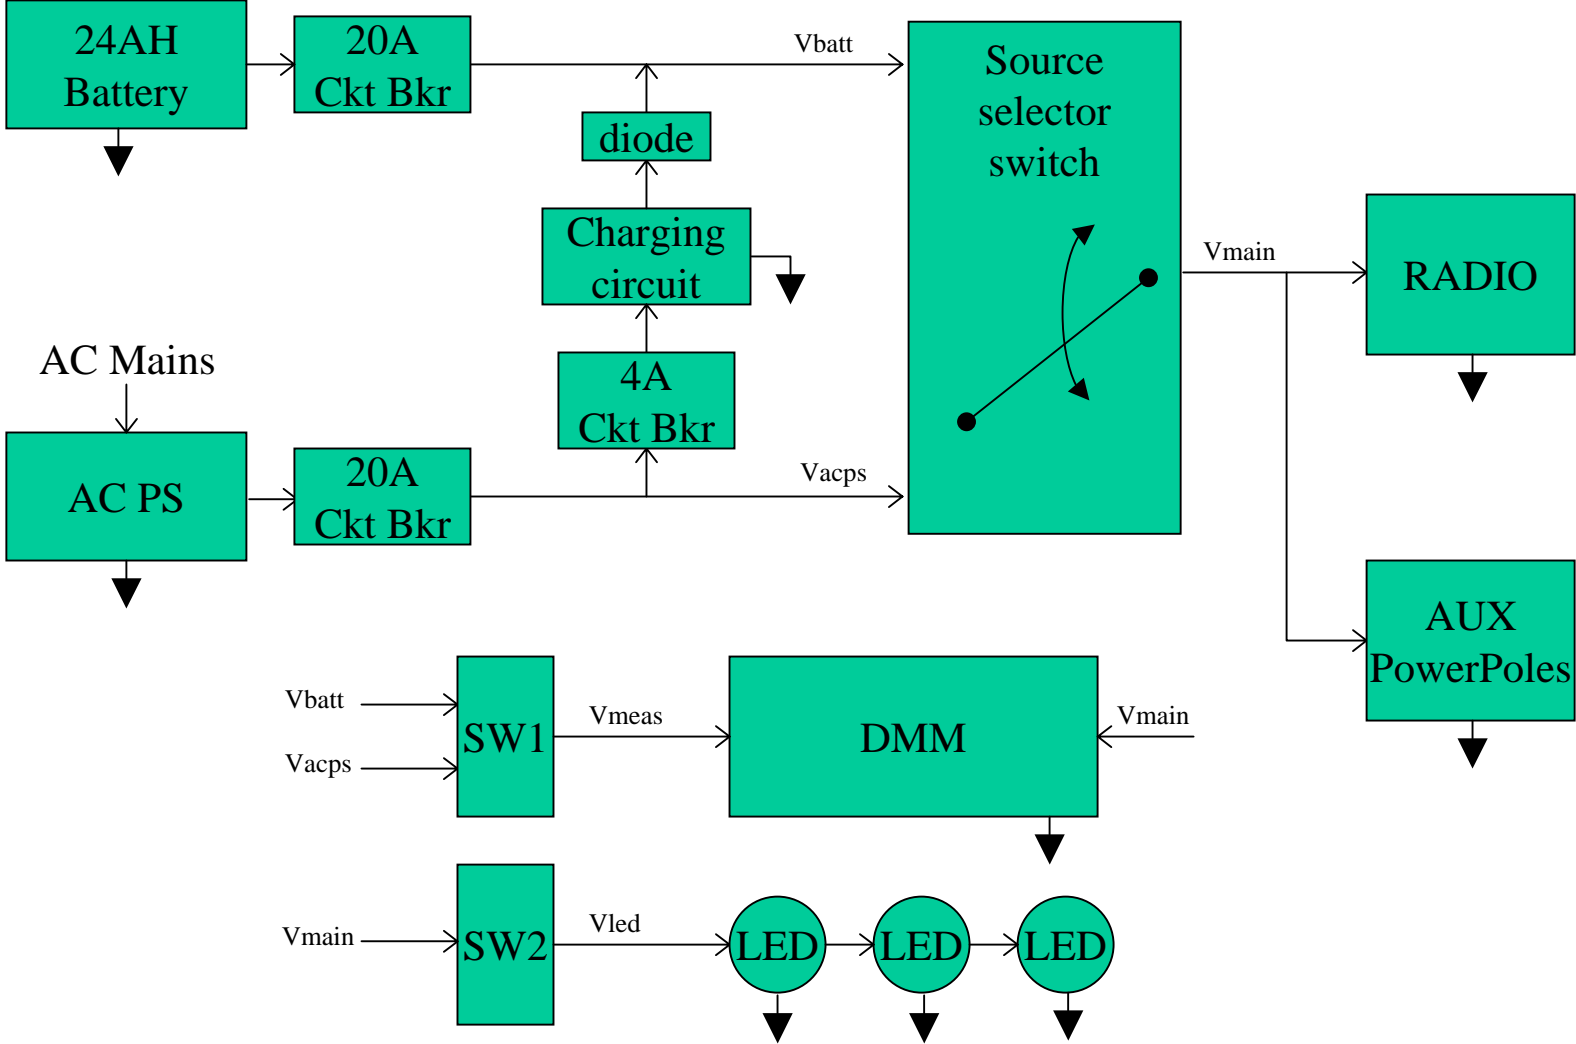 24AH
Battery
20A
Ckt Bkr
Vbatt
diode
Source
selector
switch
Charging
circuit
Vmain
RADIO
AC Mains
4A
Ckt Bkr
AC PS
20A
Ckt Bkr
Vacps
AUX
PowerPoles
Vbatt
Vacps
SW1
Vmeas
DMM
Vmain
Vmain
SW2
Vled
LED
LED
LED